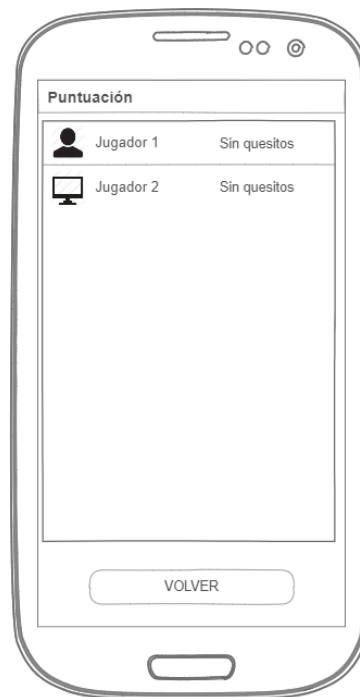 Puntuación
Jugador 1 Sin quesitos
Jugador 2 Sin quesitos
VOLVER